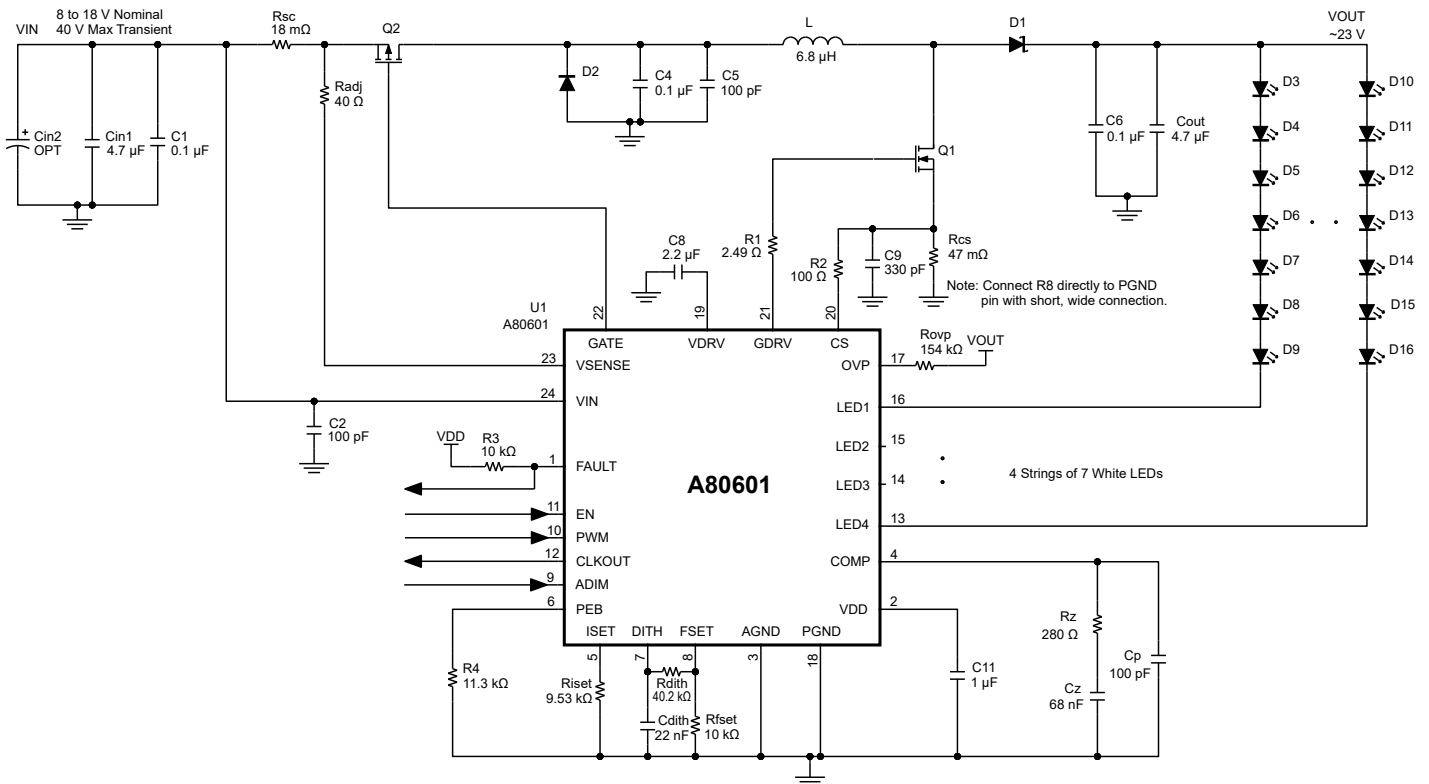 8 to 18 V Nominal
VIN 40 V Max Transient
Rsc
18 mΩ
Q2
L
6.8 µH
D1
VOUT
~23 V
Radj
40 Ω
D2
C4
0.1 µF
C5
100 pF
+
Cin2
OPT
Cin1
4.7 µF
C1
0.1 µF
C6
0.1 µF
Cout
4.7 µF
D3
D4
D5
D6
D7
D8
D9
D10
D11
D12
D13
D14
D15
D16
Q1
R1
2.49 Ω
C8
2.2 µF
R2
100 Ω
C9
330 pF
Rcs
47 mΩ
Note: Connect R8 directly to PGND
pin with short, wide connection.
U1
A80601
22
19
21
20
GATE
VDRV
GDRV
CS
23
VSENSE
24
VIN
C2
100 pF
VDD
R3
10 kΩ
1
FAULT
11
EN
10
PWM
12
CLKOUT
9
ADIM
6
PEB
A80601
OVP
17
Rovp
154 kΩ
VOUT
LED1
16
LED2
15
LED3
14
LED4
13
4 Strings of 7 White LEDs
COMP
4
VDD
2
ISET
DITH
FSET
AGND
PGND
5
7
8
3
18
R4
11.3 kΩ
Riset
9.53 kΩ
Rdith
40.2 kΩ
Cdith
22 nF
Rfset
10 kΩ
C11
1 µF
Rz
280 Ω
Cz
68 nF
Cp
100 pF